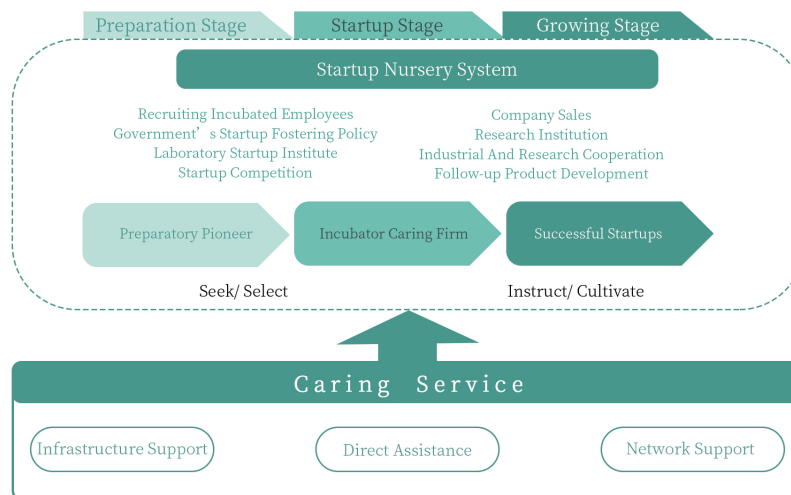 Preparation Stage
Startup Stage
Growing Stage
Startup Nursery System
Recruiting Incubated Employees
Government’s Startup Fostering Policy
Laboratory Startup Institute
Startup Competition
Company Sales
Research Institution
Industrial And Research Cooperation
Follow-up Product Development
Preparatory Pioneer
Incubator Caring Firm
Successful Startups
Seek/ Select
Instruct/ Cultivate
Caring Service
Infrastructure Support
Direct Assistance
Network Support